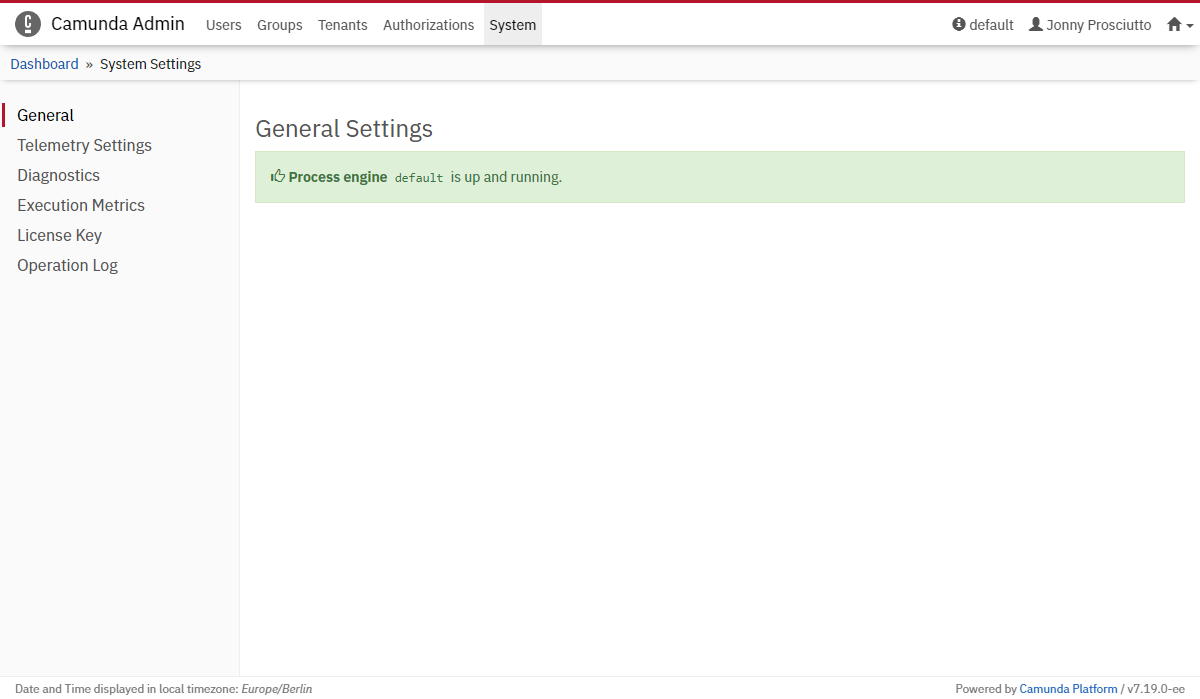 Camunda Admin Users Groups Tenants Authorizations System default Jonny Prosciutto
Dashboard » System Settings
General
Telemetry Settings
Diagnostics
Execution Metrics
License Key
Operation Log
General Settings
Process engine default is up and running.
Date and Time displayed in local timezone: Europe/Berlin
Powered by Camunda Platform / v7.19.0-ee